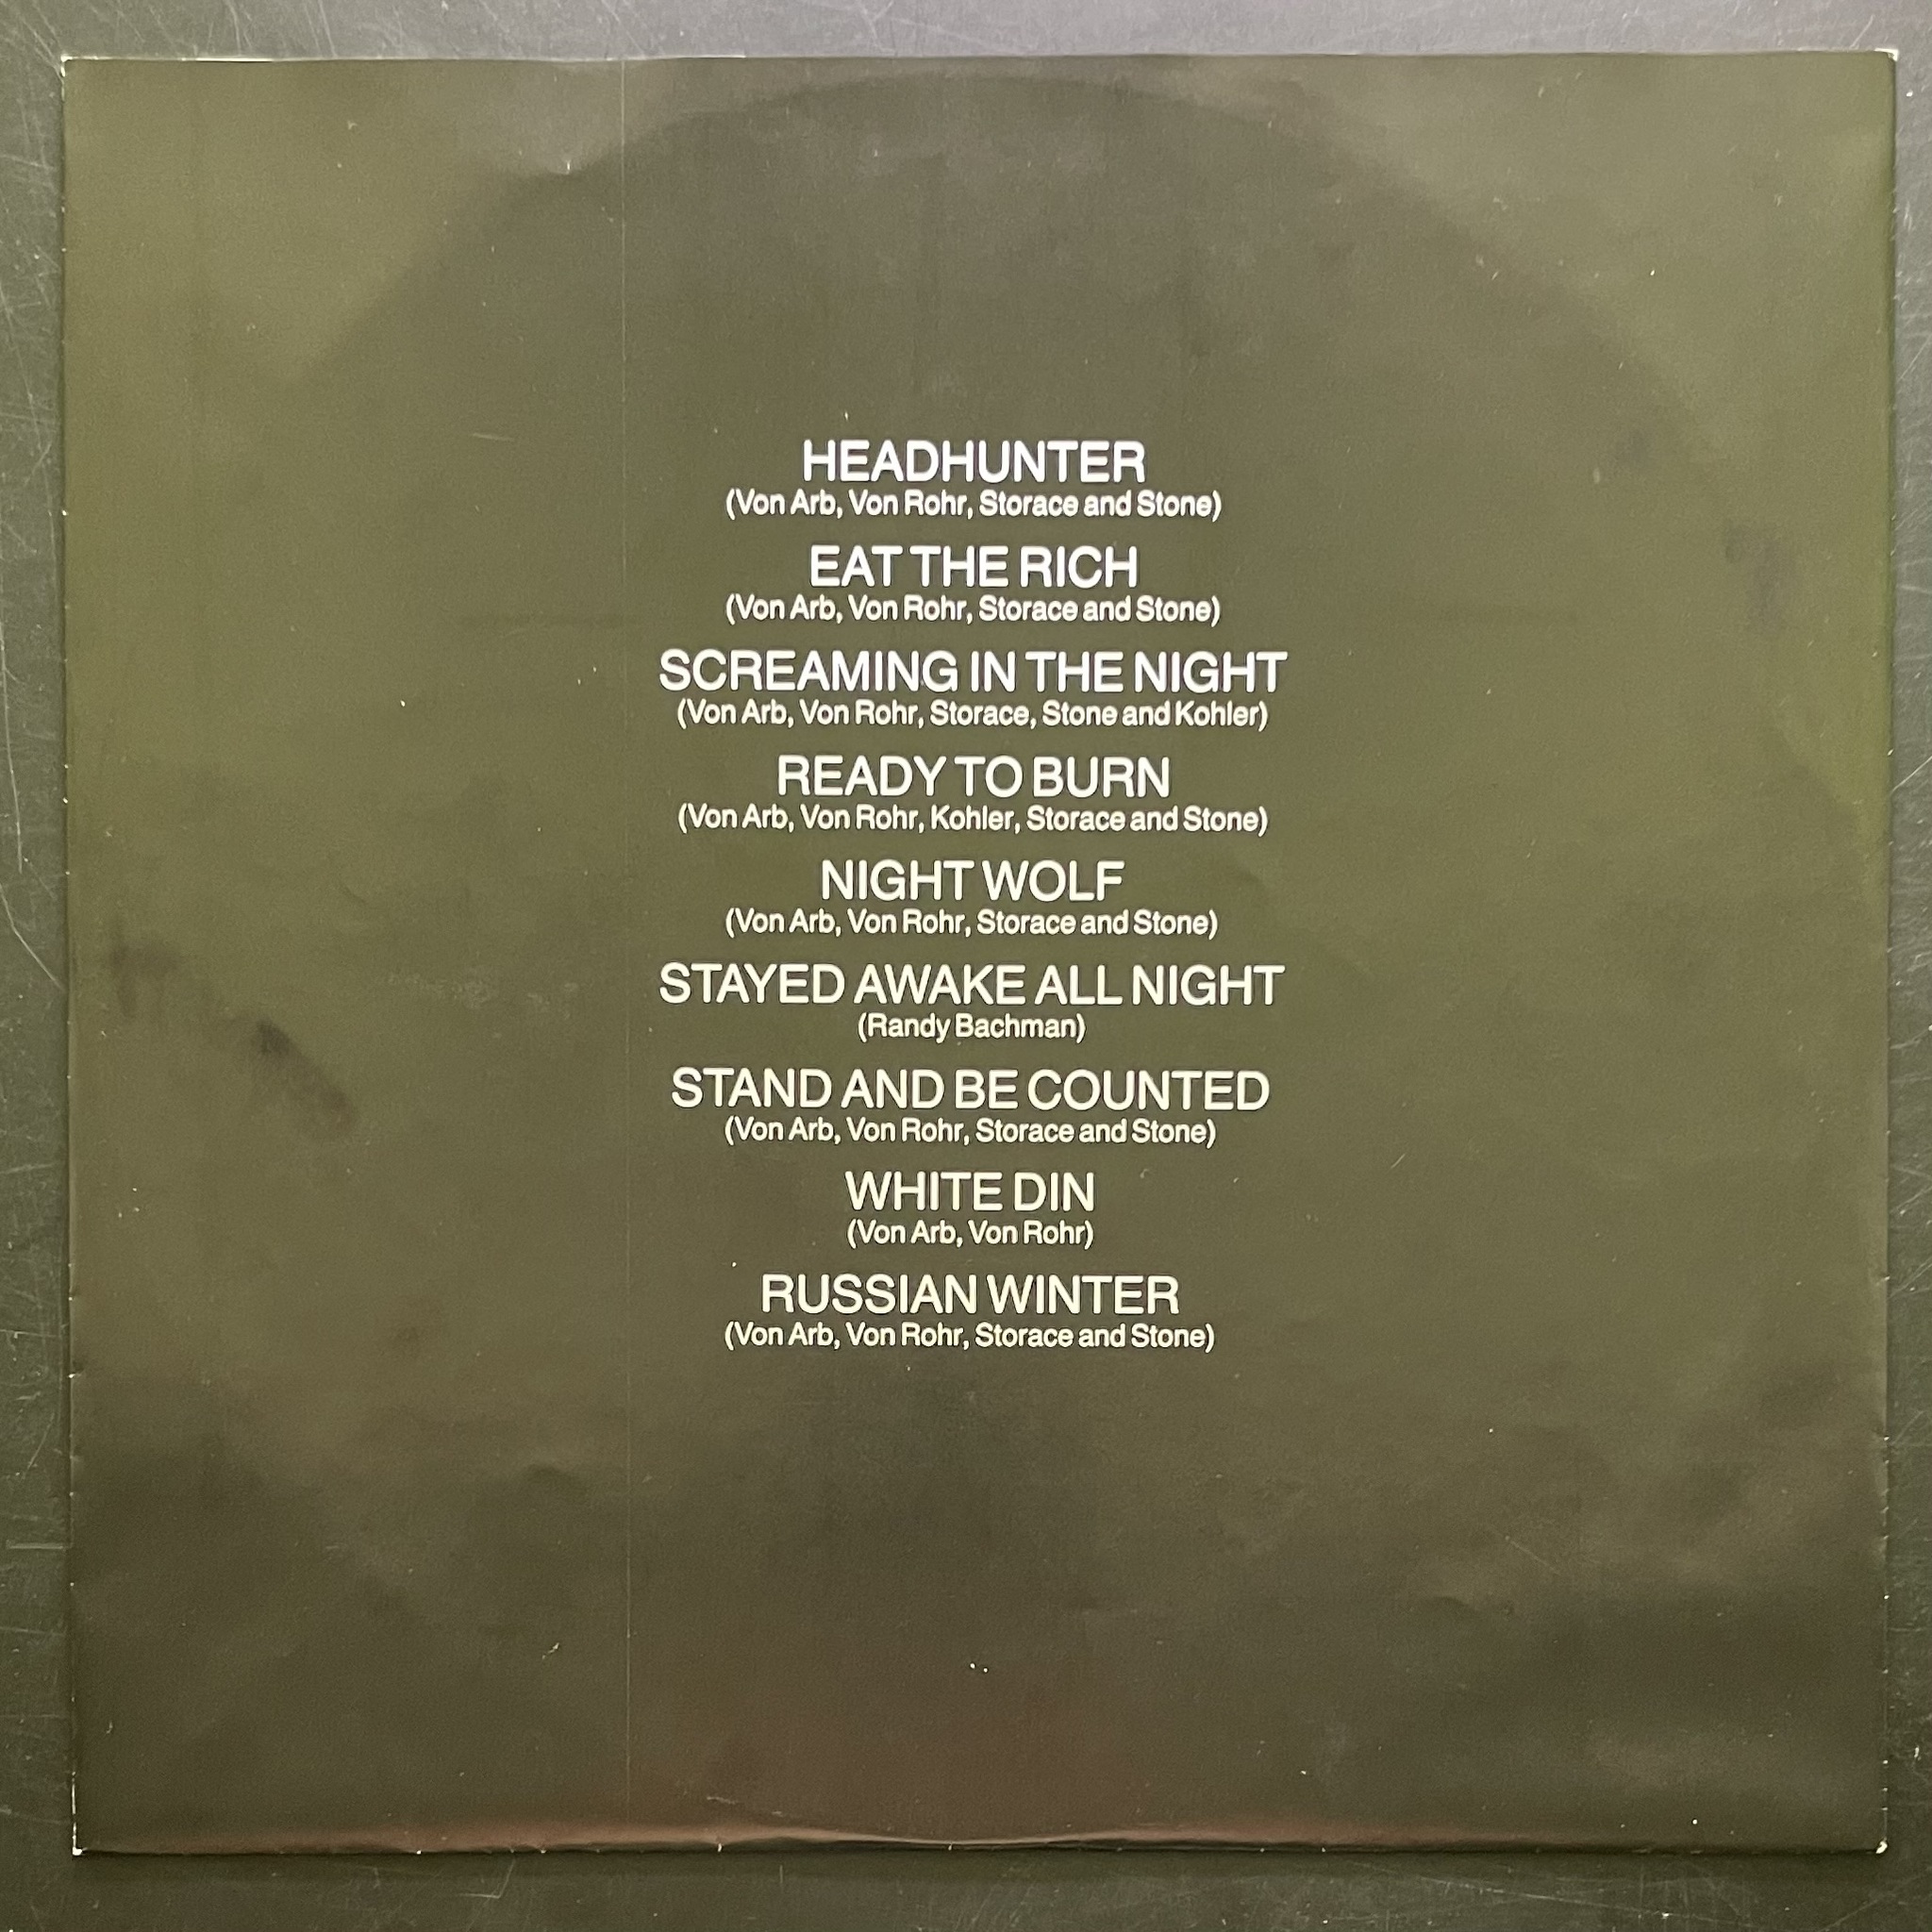 HEADHUNTER
(Von Arb, Von Rohr, Storace and Stone)
EAT THE RICH
(Von Arb, Von Rohr, Storace and Stone)
SCREAMING IN THE NIGHT
(Von Arb, Von Rohr, Storace, Stone and Kohler)
READY TO BURN
(Von Arb, Von Rohr, Kohler, Storace and Stone)
NIGHT WOLF
(Von Arb, Von Rohr, Storace and Stone)
STAYED AWAKE ALL NIGHT
(Randy Bachman)
STAND AND BE COUNTED
(Von Arb, Von Rohr, Storace and Stone)
WHITE DIN
(Von Arb, Von Rohr)
RUSSIAN WINTER
(Von Arb, Von Rohr, Storace and Stone)